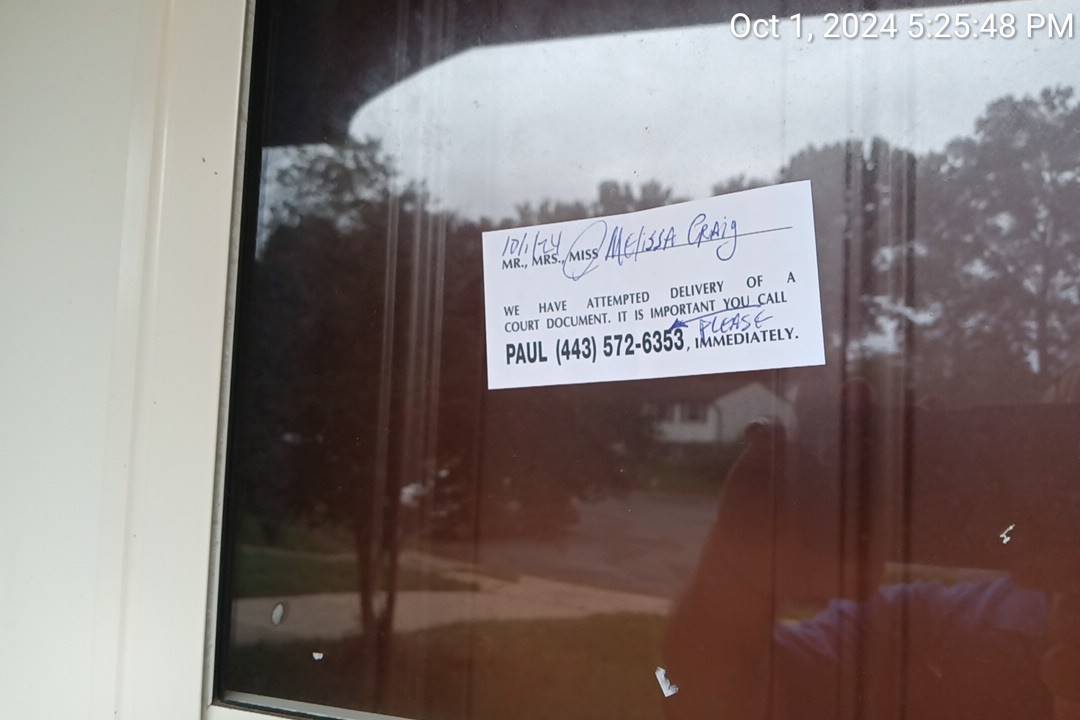 Oct 1, 2024 5:25:48 PM
10/1/24 Melissa Craig
MR., MRS., MISS
WE HAVE ATTEMPTED DELIVERY OF A
COURT DOCUMENT. IT IS IMPORTANT YOU CALL
PLEASE
PAUL (443) 572-6353, IMMEDIATELY.